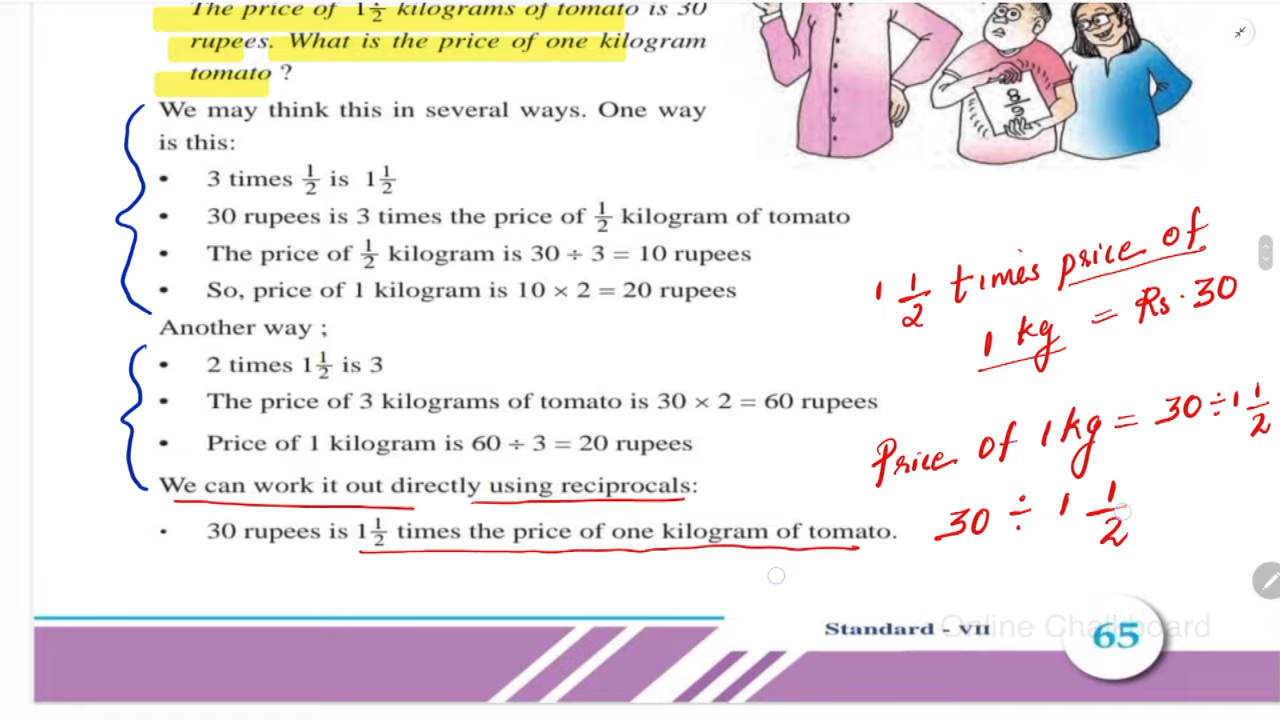 The price of 1½ kilograms of tomato is 30
rupees. What is the price of one kilogram
tomato ?
We may think this in several ways. One way
is this:
• 3 times ½ is 1½
• 30 rupees is 3 times the price of ½ kilogram of tomato
• The price of ½ kilogram is 30 ÷ 3 = 10 rupees
• So, price of 1 kilogram is 10 × 2 = 20 rupees
Another way ;
• 2 times 1½ is 3
• The price of 3 kilograms of tomato is 30 × 2 = 60 rupees
• Price of 1 kilogram is 60 ÷ 3 = 20 rupees
We can work it out directly using reciprocals:
• 30 rupees is 1½ times the price of one kilogram of tomato.
1½ times price of
1 kg = Rs. 30
Price of 1 kg = 30 ÷ 1½
30 ÷ 1½
Standard - VII
Online Chalkboard
65